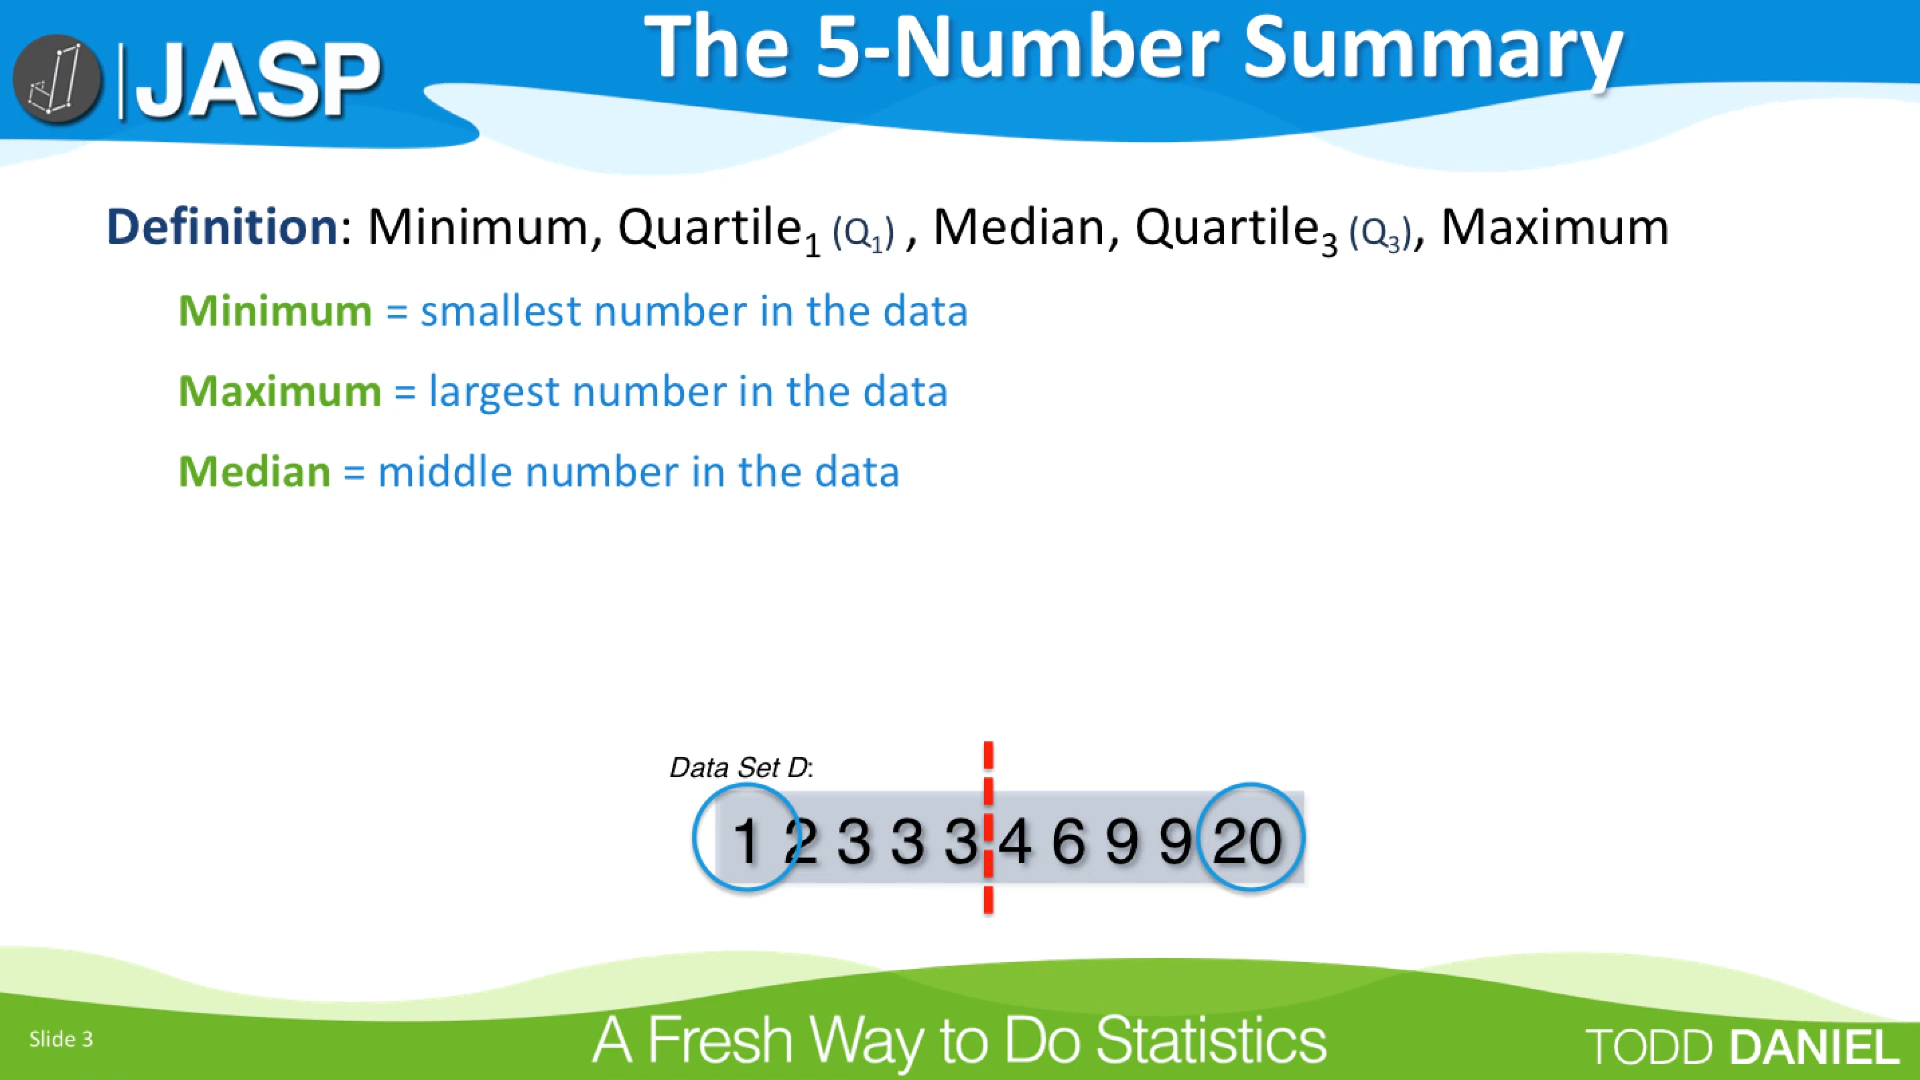 JASP
The 5-Number Summary
Definition: Minimum, Quartile₁ (Q₁) , Median, Quartile₃ (Q₃), Maximum
Minimum = smallest number in the data
Maximum = largest number in the data
Median = middle number in the data
Data Set D:
1 2 3 3 3 4 6 9 9 20
Slide 3
A Fresh Way to Do Statistics
TODD DANIEL